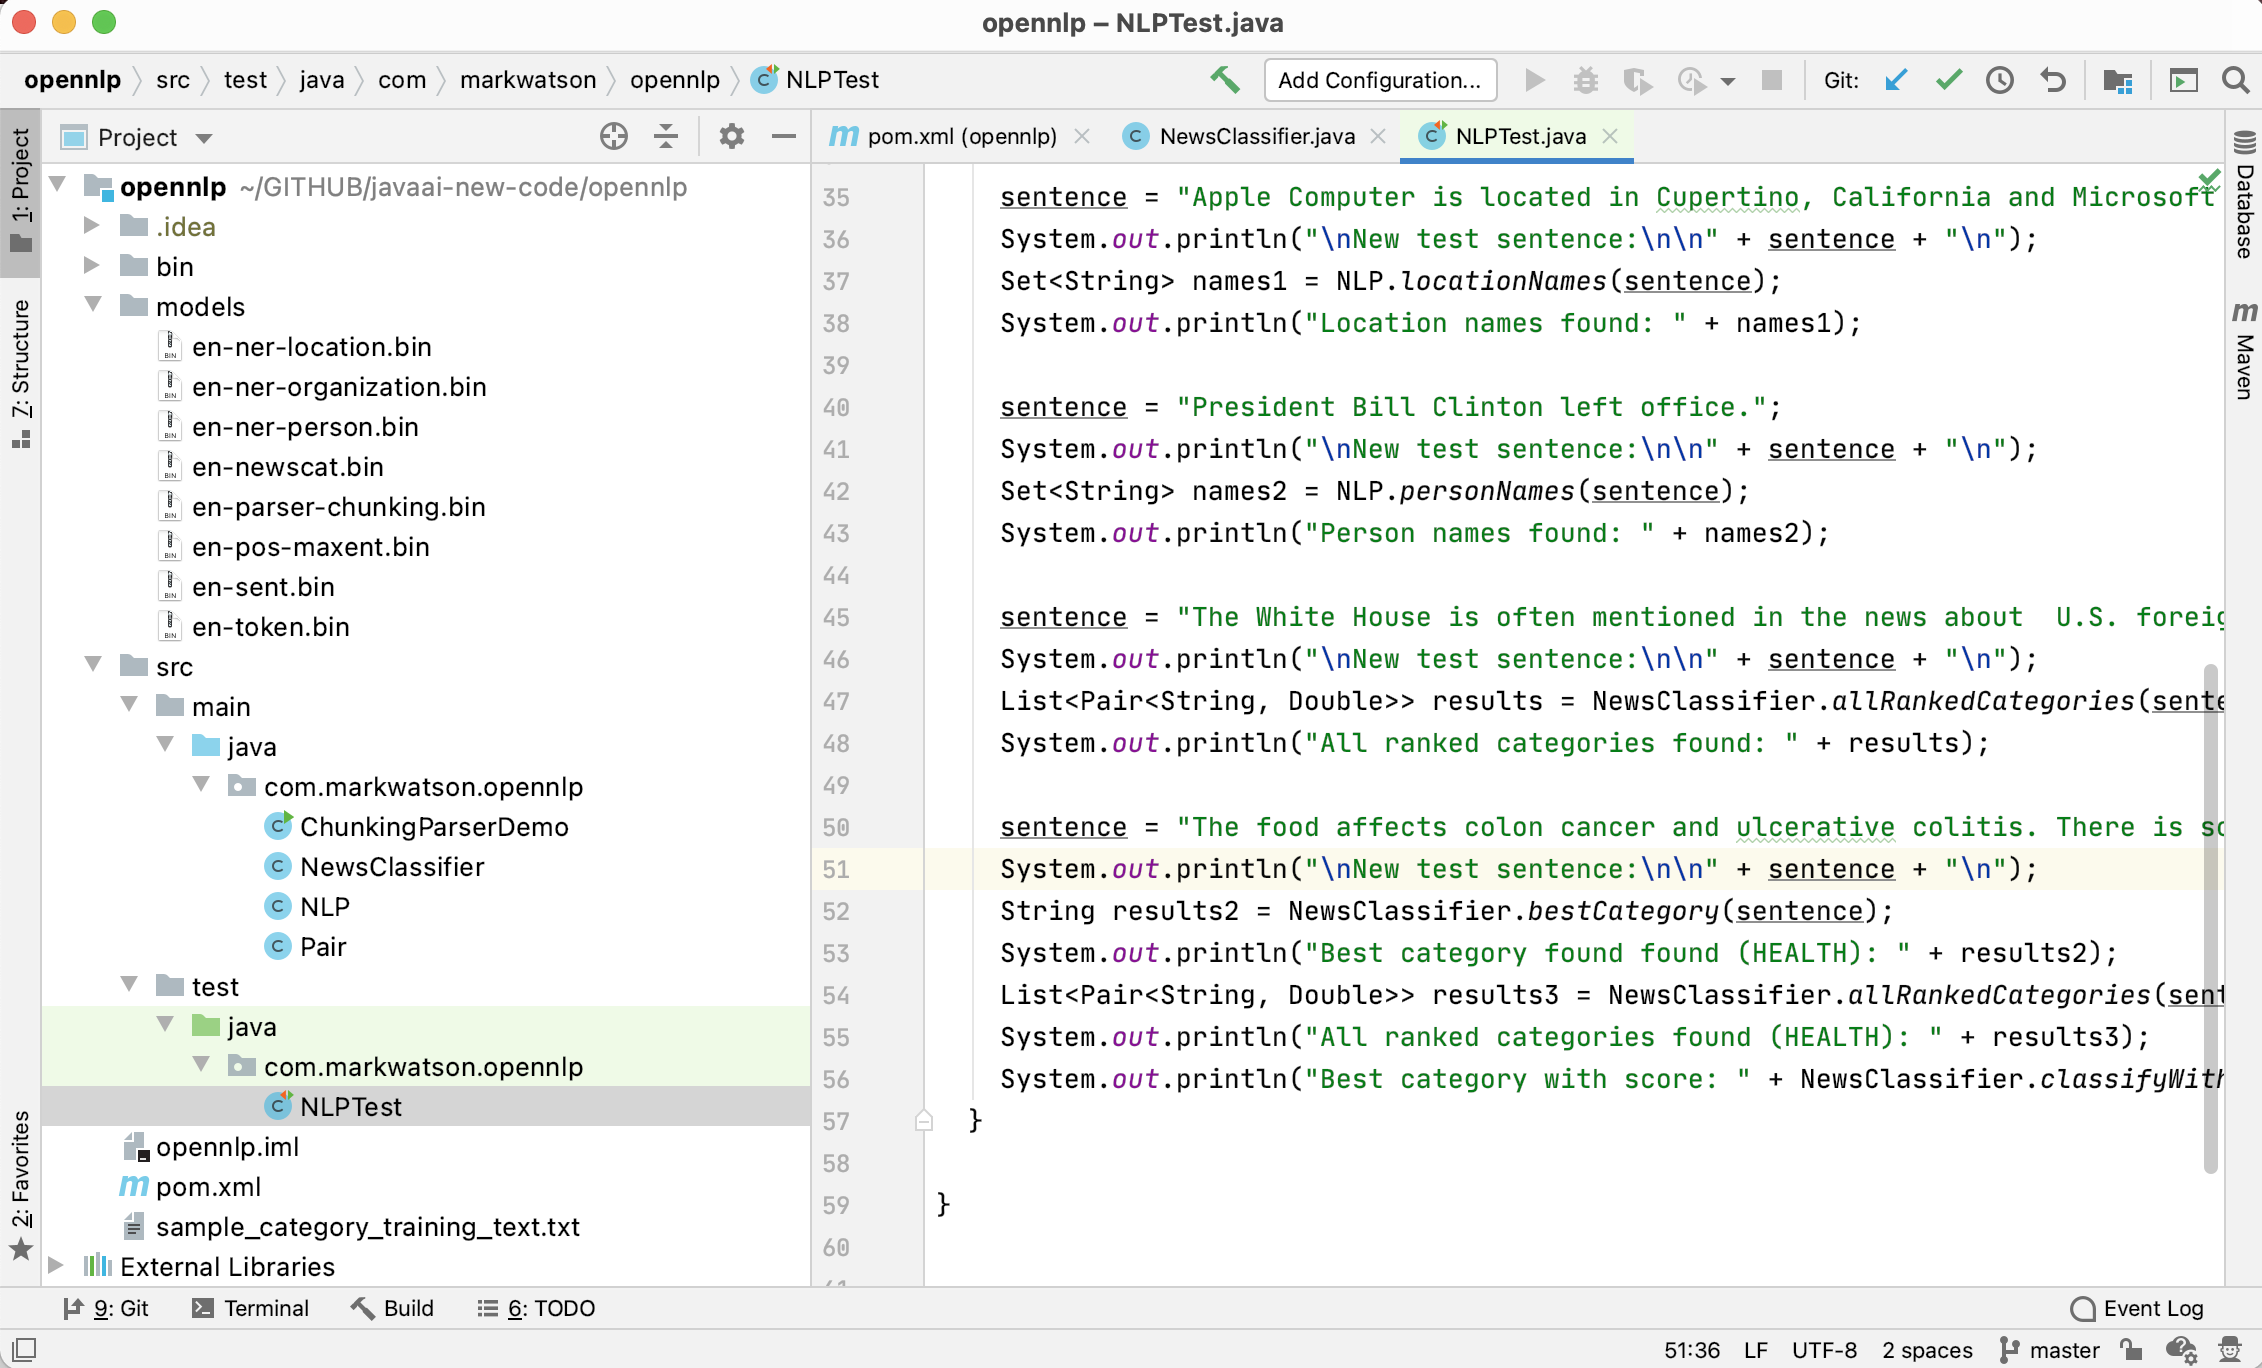 opennlp – NLPTest.java
opennlp src test java com markwatson opennlp NLPTest Add Configuration... Git:
Project
pom.xml (opennlp) NewsClassifier.java NLPTest.java
1: Project
7: Structure
2: Favorites
opennlp ~/GITHUB/javaai-new-code/opennlp
.idea
bin
models
en-ner-location.bin
en-ner-organization.bin
en-ner-person.bin
en-newscat.bin
en-parser-chunking.bin
en-pos-maxent.bin
en-sent.bin
en-token.bin
src
main
java
com.markwatson.opennlp
ChunkingParserDemo
NewsClassifier
NLP
Pair
test
java
com.markwatson.opennlp
NLPTest
opennlp.iml
pom.xml
sample_category_training_text.txt
External Libraries
35 sentence = "Apple Computer is located in Cupertino, California and Microsoft
36 System.out.println("\nNew test sentence:\n\n" + sentence + "\n");
37 Set<String> names1 = NLP.locationNames(sentence);
38 System.out.println("Location names found: " + names1);
39
40 sentence = "President Bill Clinton left office.";
41 System.out.println("\nNew test sentence:\n\n" + sentence + "\n");
42 Set<String> names2 = NLP.personNames(sentence);
43 System.out.println("Person names found: " + names2);
44
45 sentence = "The White House is often mentioned in the news about  U.S. foreig
46 System.out.println("\nNew test sentence:\n\n" + sentence + "\n");
47 List<Pair<String, Double>> results = NewsClassifier.allRankedCategories(sente
48 System.out.println("All ranked categories found: " + results);
49
50 sentence = "The food affects colon cancer and ulcerative colitis. There is so
51 System.out.println("\nNew test sentence:\n\n" + sentence + "\n");
52 String results2 = NewsClassifier.bestCategory(sentence);
53 System.out.println("Best category found found (HEALTH): " + results2);
54 List<Pair<String, Double>> results3 = NewsClassifier.allRankedCategories(sent
55 System.out.println("All ranked categories found (HEALTH): " + results3);
56 System.out.println("Best category with score: " + NewsClassifier.classifyWith
57 }
58
59 }
60
Database
Maven
9: Git Terminal Build 6: TODO Event Log
51:36 LF UTF-8 2 spaces master